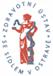 ZDRAVOTNÍ ÚSTAV
SE SÍDLEM V OSTRAVĚ